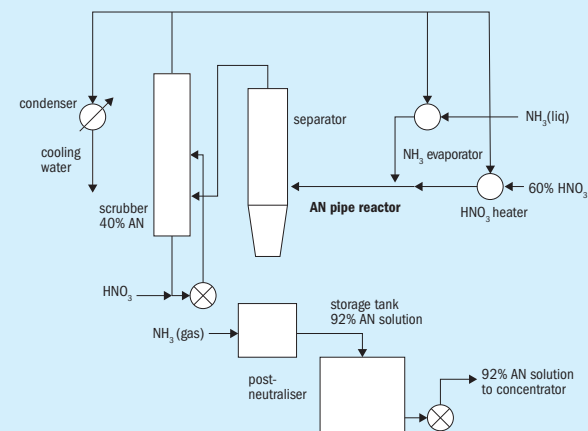 condenser
cooling
water
scrubber
40% AN
separator
NH₃(liq)
NH₃ evaporator
60% HNO₃
AN pipe reactor
HNO₃ heater
HNO₃
NH₃ (gas)
storage tank
92% AN solution
post-
neutraliser
92% AN solution
to concentrator